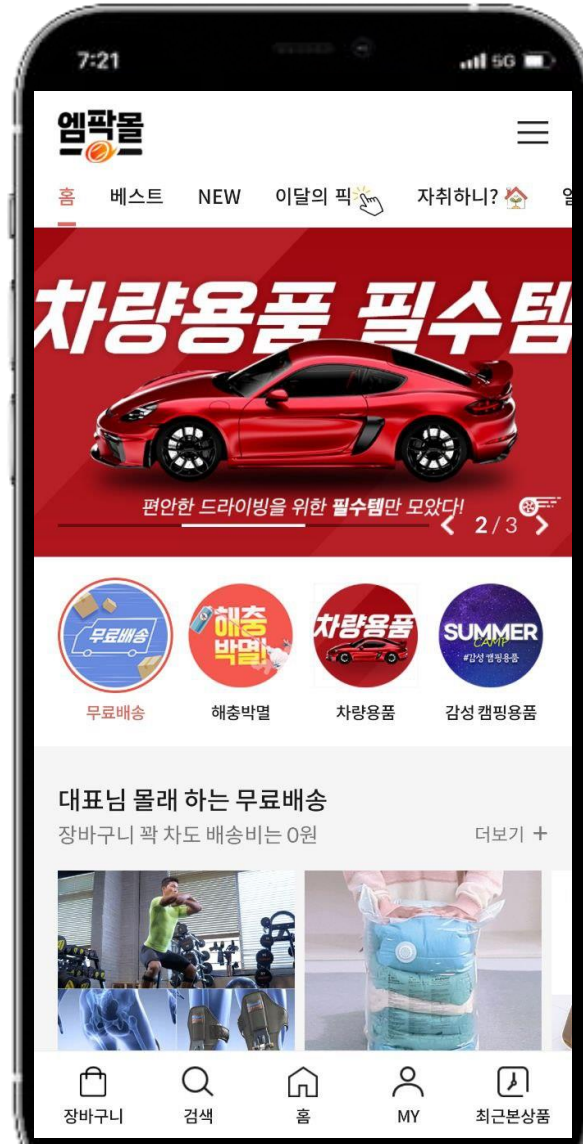 7:21
5G
엠팍몰
홈 베스트 NEW 이달의 픽 자취하니?
차량용품 필수템
편안한 드라이빙을 위한 필수템만 모았다!
2 / 3
무료배송
해충
박멸
차량용품
SUMMER
CAMP
#감성캠핑용품
무료배송 해충박멸 차량용품 감성 캠핑용품
대표님 몰래 하는 무료배송
장바구니 꽉 차도 배송비는 0원 더보기 +
장바구니 검색 홈 MY 최근본상품